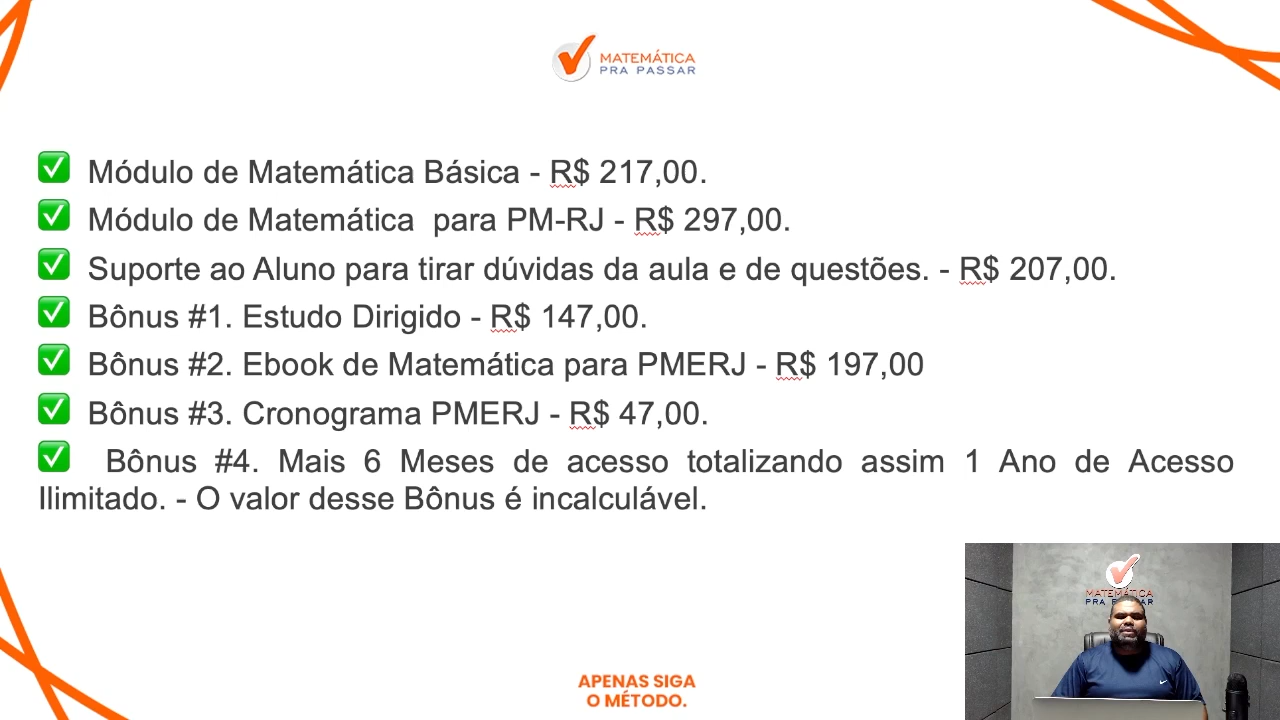 MATEMÁTICA
PRA PASSAR
✅ Módulo de Matemática Básica - R$ 217,00.
✅ Módulo de Matemática para PM-RJ - R$ 297,00.
✅ Suporte ao Aluno para tirar dúvidas da aula e de questões. - R$ 207,00.
✅ Bônus #1. Estudo Dirigido - R$ 147,00.
✅ Bônus #2. Ebook de Matemática para PMERJ - R$ 197,00
✅ Bônus #3. Cronograma PMERJ - R$ 47,00.
✅ Bônus #4. Mais 6 Meses de acesso totalizando assim 1 Ano de Acesso
Ilimitado. - O valor desse Bônus é incalculável.
MATEMÁTICA
PRA
APENAS SIGA
O MÉTODO.